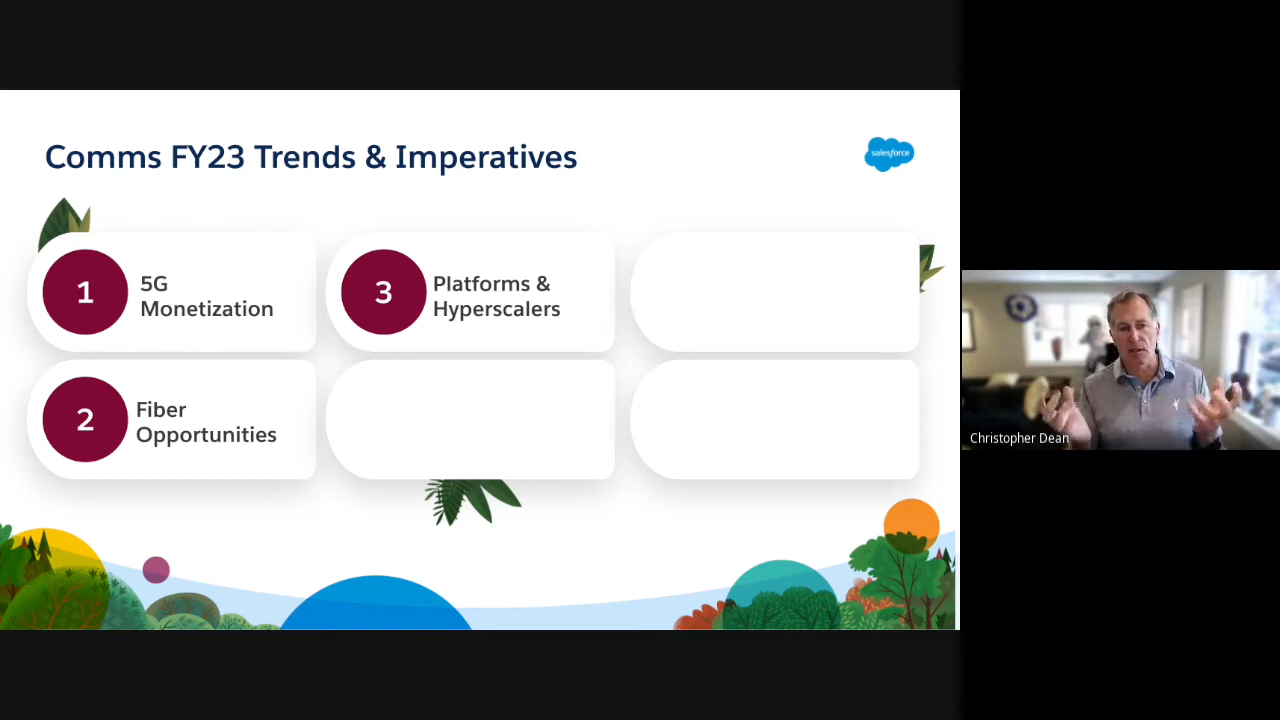 Comms FY23 Trends & Imperatives
salesforce
1
5G
Monetization
3
Platforms &
Hyperscalers
2
Fiber
Opportunities
Christopher Dean